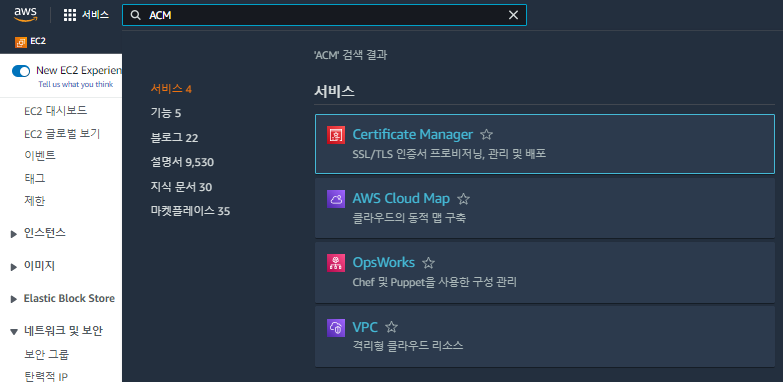 aws
서비스
ACM
EC2
New EC2 Experien
Tell us what you think
EC2 대시보드
EC2 글로벌 보기
이벤트
태그
제한
인스턴스
이미지
Elastic Block Store
네트워크 및 보안
보안 그룹
탄력적 IP
'ACM' 검색 결과
서비스 4
기능 5
블로그 22
설명서 9,530
지식 문서 30
마켓플레이스 35
서비스
Certificate Manager
SSL/TLS 인증서 프로비저닝, 관리 및 배포
AWS Cloud Map
클라우드의 동적 맵 구축
OpsWorks
Chef 및 Puppet을 사용한 구성 관리
VPC
격리형 클라우드 리소스